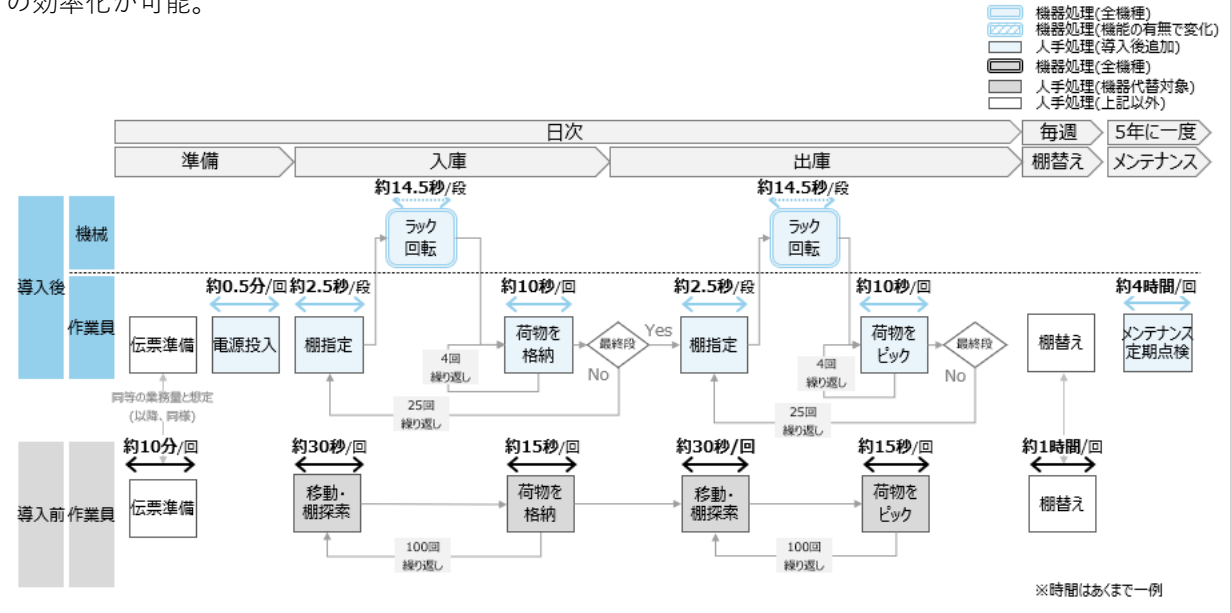 の効率化が可能。
機器処理(全機種)
機器処理(機能の有無で変化)
人手処理(導入後追加)
機器処理(全機種)
人手処理(機器代替対象)
人手処理(上記以外)
日次
毎週
5年に一度
準備
入庫
出庫
棚替え
メンテナンス
導入後
機械
約14.5秒/段
ラック
回転
約14.5秒/段
ラック
回転
作業員
伝票準備
約0.5分/回
電源投入
約2.5秒/段
棚指定
約10秒/回
荷物を
格納
4回
繰り返し
最終段
Yes
No
25回
繰り返し
約2.5秒/段
棚指定
約10秒/回
荷物を
ピック
4回
繰り返し
最終段
No
25回
繰り返し
棚替え
約4時間/回
メンテナンス
定期点検
同等の業務量と想定
(以降、同様)
導入前
作業員
約10分/回
伝票準備
約30秒/回
移動・
棚探索
約15秒/回
荷物を
格納
100回
繰り返し
約30秒/回
移動・
棚探索
約15秒/回
荷物を
ピック
100回
繰り返し
約1時間/回
棚替え
※時間はあくまで一例